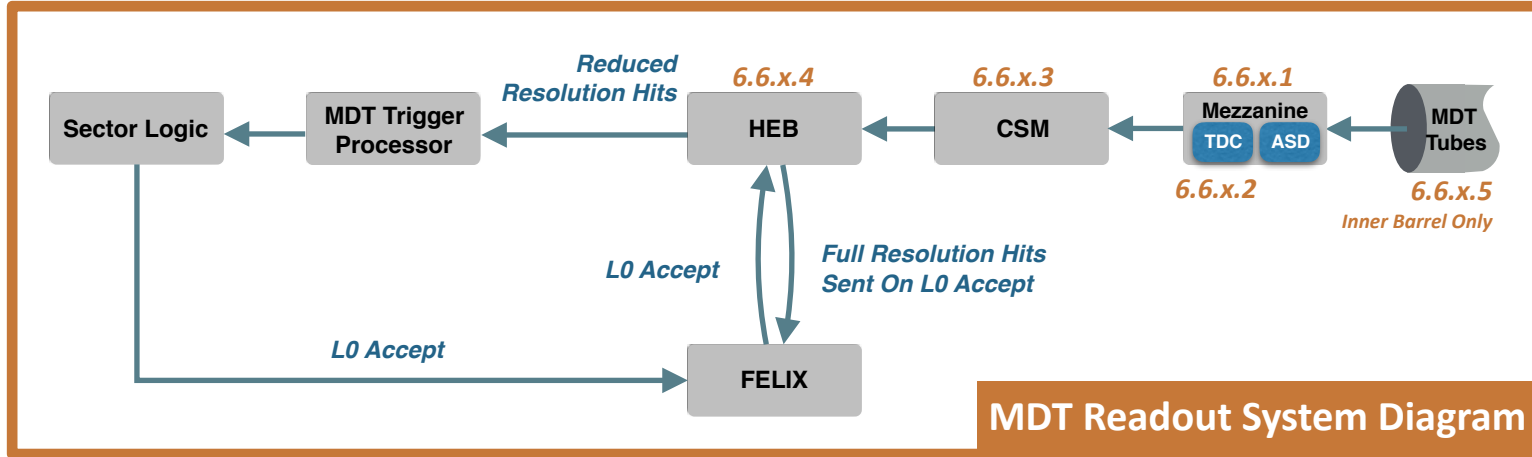 Reduced
Resolution Hits
6.6.x.4
6.6.x.3
6.6.x.1
Sector Logic
MDT Trigger
Processor
HEB
CSM
Mezzanine
TDC
ASD
MDT
Tubes
6.6.x.2
6.6.x.5
Inner Barrel Only
L0 Accept
Full Resolution Hits
Sent On L0 Accept
L0 Accept
FELIX
MDT Readout System Diagram